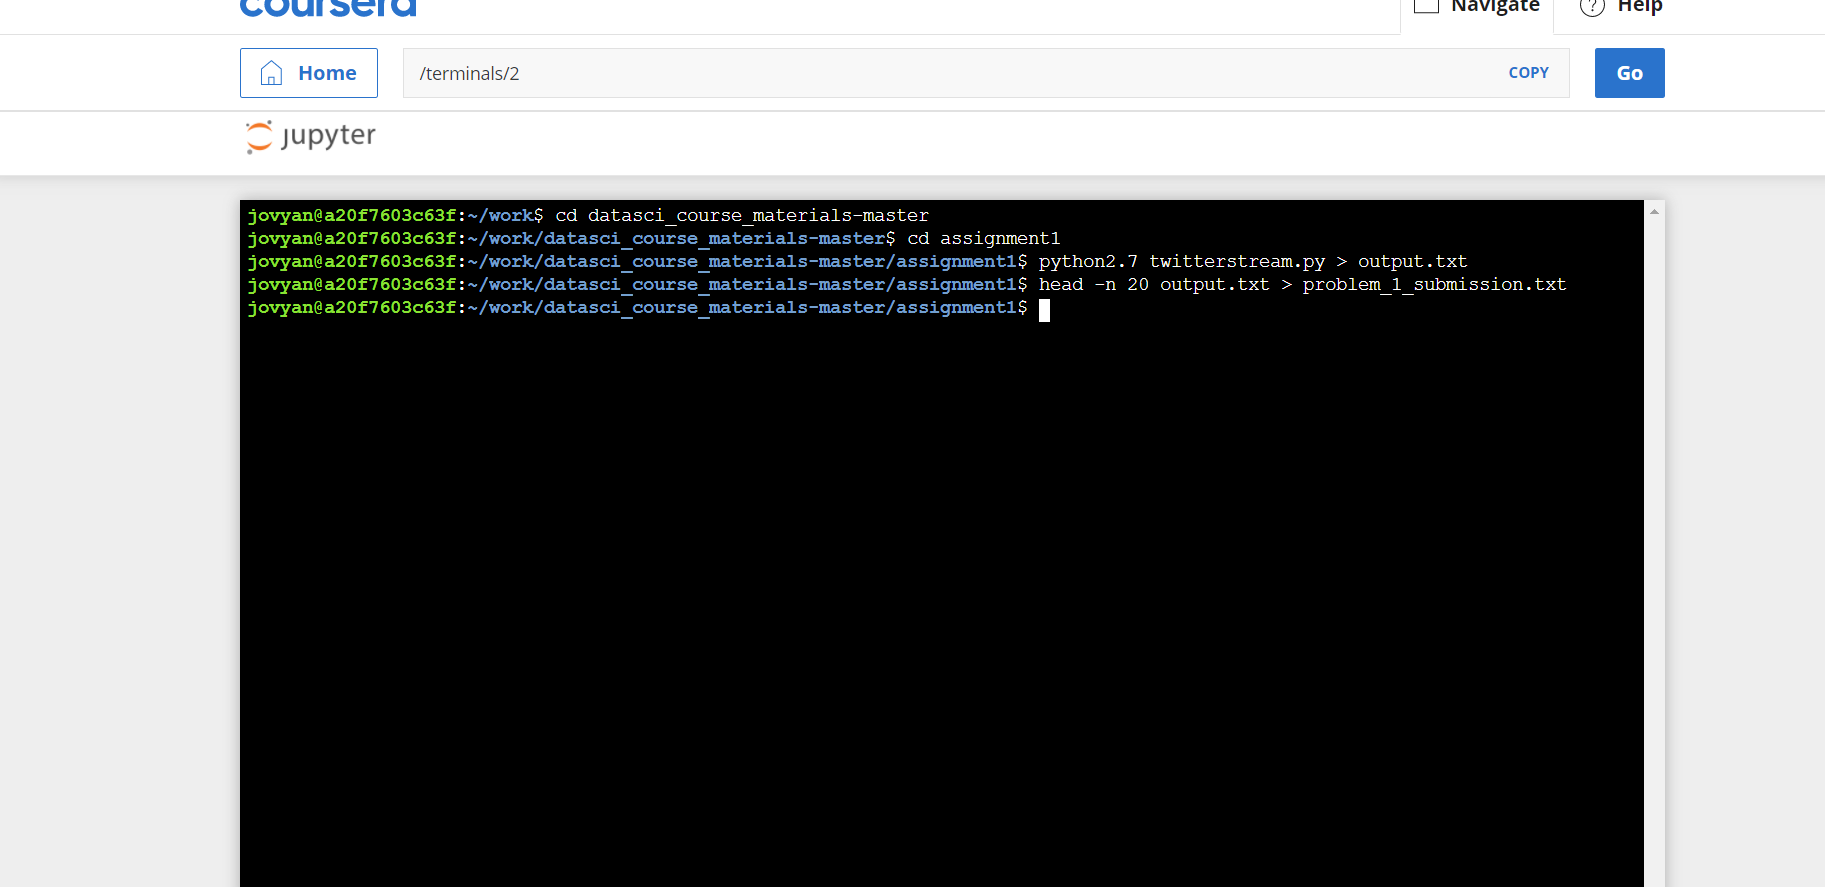 coursera
Navigate
Help
Home
/terminals/2
COPY
Go
jupyter
jovyan@a20f7603c63f:~/work$ cd datasci_course_materials-master
jovyan@a20f7603c63f:~/work/datasci_course_materials-master$ cd assignment1
jovyan@a20f7603c63f:~/work/datasci_course_materials-master/assignment1$ python2.7 twitterstream.py > output.txt
jovyan@a20f7603c63f:~/work/datasci_course_materials-master/assignment1$ head -n 20 output.txt > problem_1_submission.txt
jovyan@a20f7603c63f:~/work/datasci_course_materials-master/assignment1$